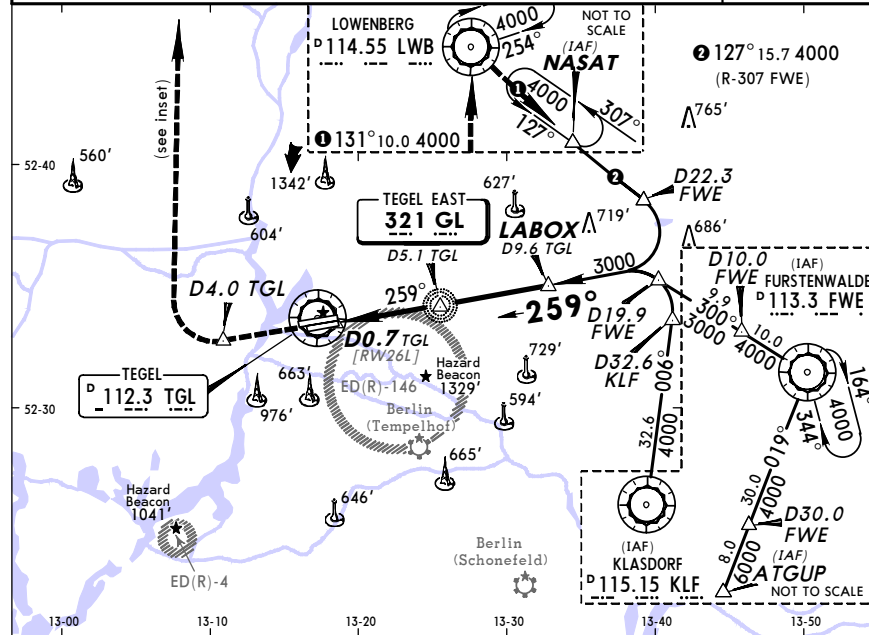 LOWENBERG
D 114.55 LWB
4000
254°
NOT TO
SCALE
(IAF)
NASAT
❷ 127° 15.7 4000
(R-307 FWE)
(see inset)
❶
4000
307°
127°
765'
❶ 131° 10.0 4000
560'
52-40
1342'
❷
D22.3
FWE
604'
TEGEL EAST
321 GL
627'
719'
LABOX
D9.6 TGL
686'
D5.1 TGL
3000
D10.0
FWE
(IAF)
FURSTENWALDE
D 113.3 FWE
D4.0 TGL
259°
259°
D19.9
FWE
9.9
300°
3000
10.0
4000
D0.7 TGL
[RW26L]
D32.6
KLF
TEGEL
D 112.3 TGL
663'
976'
ED(R)-146
Hazard
Beacon
1329'
729'
006°
164°
4000
344°
52-30
Berlin
(Tempelhof)
594'
32.6
4000
019°
4000
30.0
665'
Hazard
Beacon
1041'
646'
D30.0
FWE
8.0
6000
(IAF)
ATGUP
NOT TO SCALE
(IAF)
KLASDORF
D 115.15 KLF
Berlin
(Schonefeld)
ED(R)-4
13-00
13-10
13-20
13-30
13-40
13-50